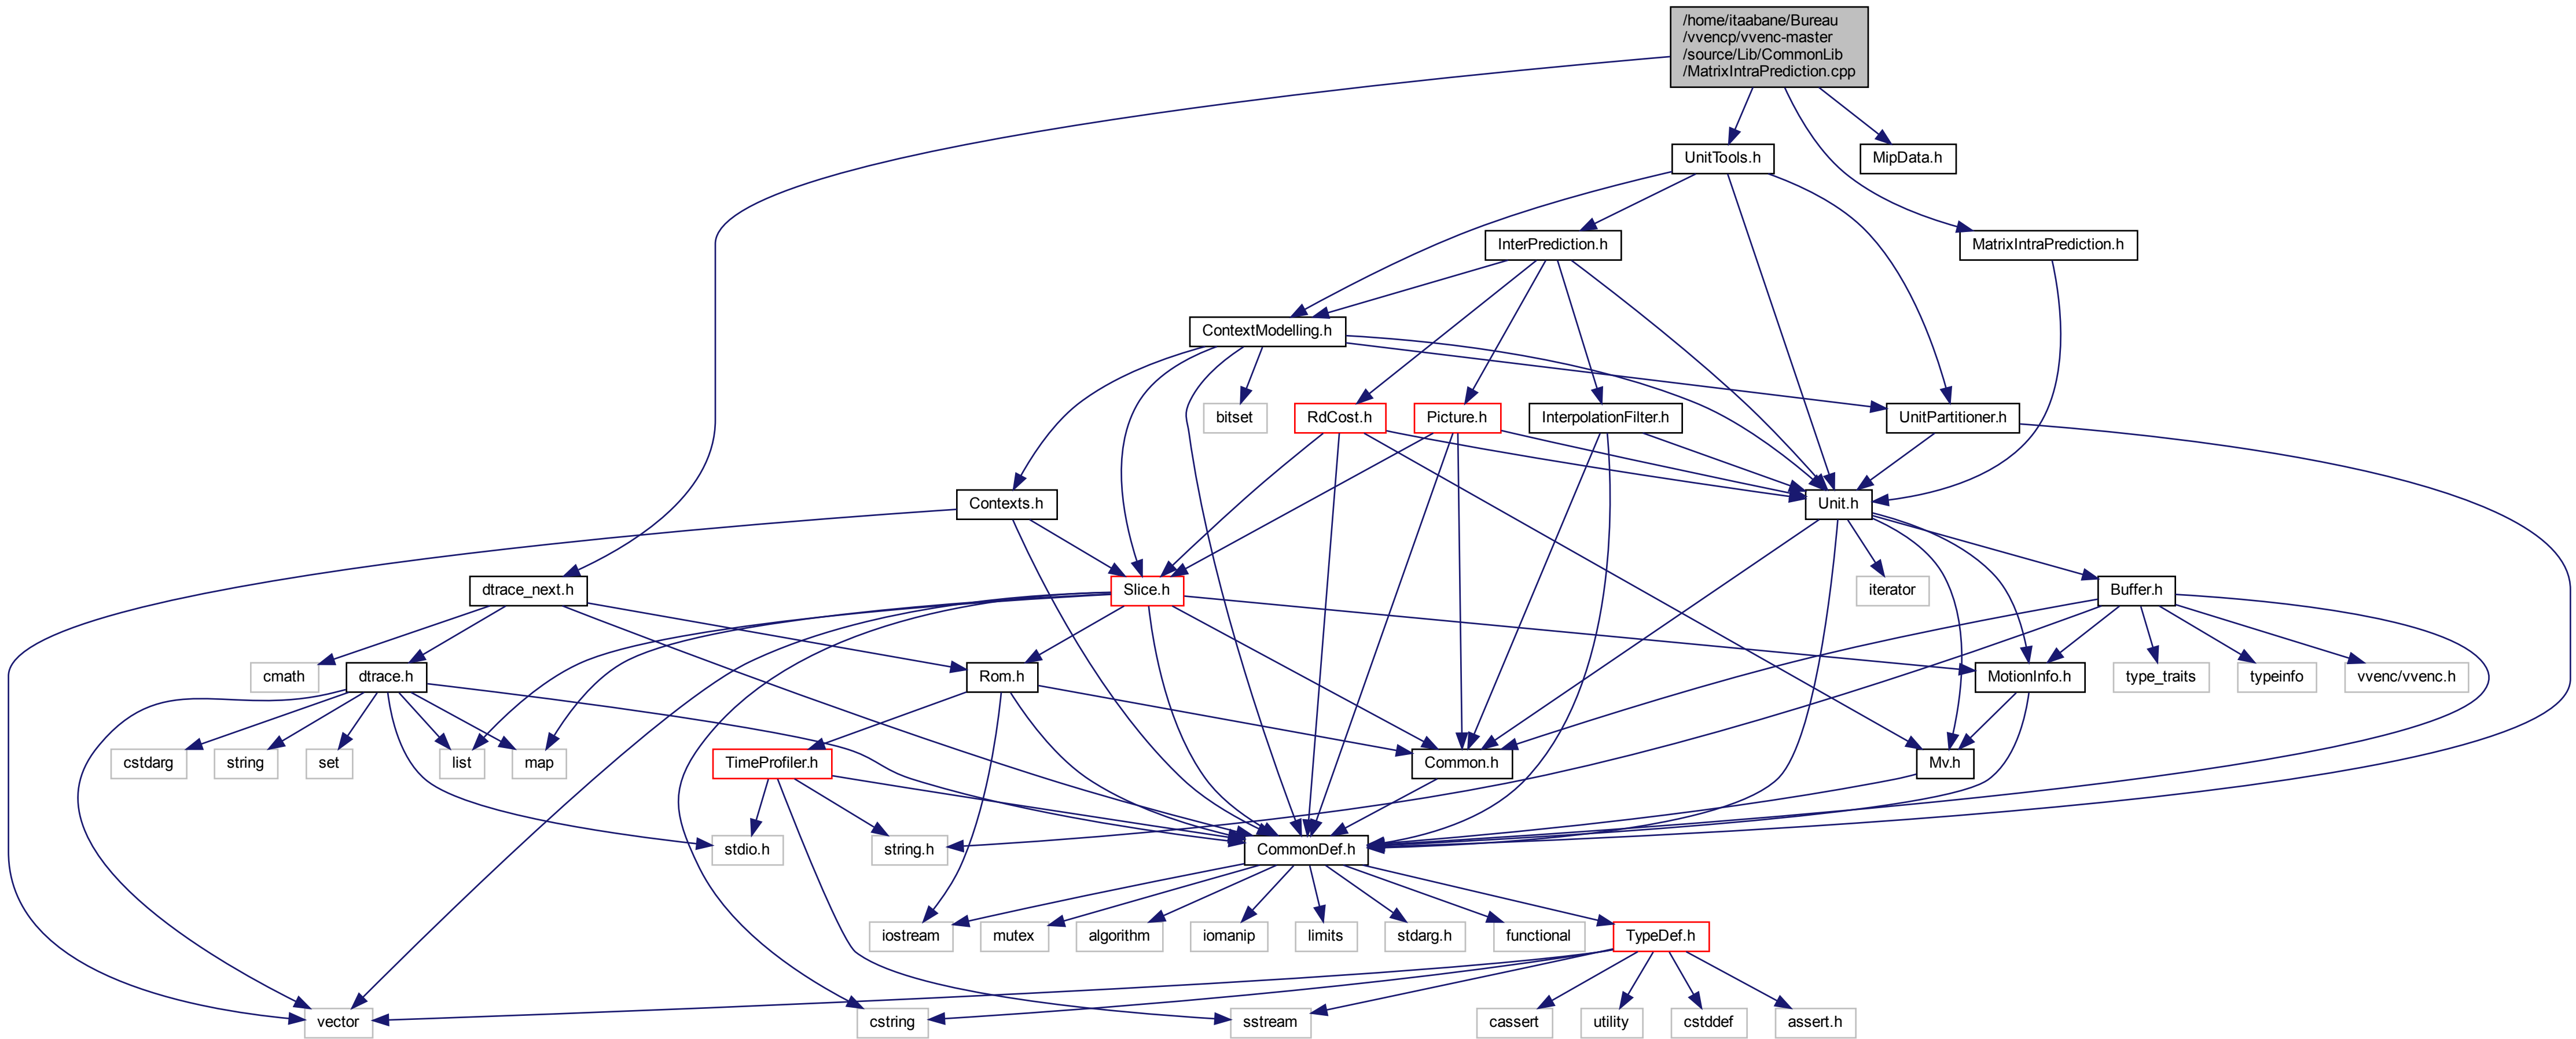 /home/itaabane/Bureau
/vvencp/vvenc-master
/source/Lib/CommonLib
/MatrixIntraPrediction.cpp
UnitTools.h
MipData.h
InterPrediction.h
MatrixIntraPrediction.h
ContextModelling.h
bitset
RdCost.h
Picture.h
InterpolationFilter.h
UnitPartitioner.h
Contexts.h
Unit.h
dtrace_next.h
Slice.h
iterator
Buffer.h
cmath
dtrace.h
Rom.h
MotionInfo.h
type_traits
typeinfo
vvenc/vvenc.h
cstdarg
string
set
list
map
TimeProfiler.h
Common.h
Mv.h
stdio.h
string.h
CommonDef.h
iostream
mutex
algorithm
iomanip
limits
stdarg.h
functional
TypeDef.h
vector
cstring
sstream
cassert
utility
cstddef
assert.h